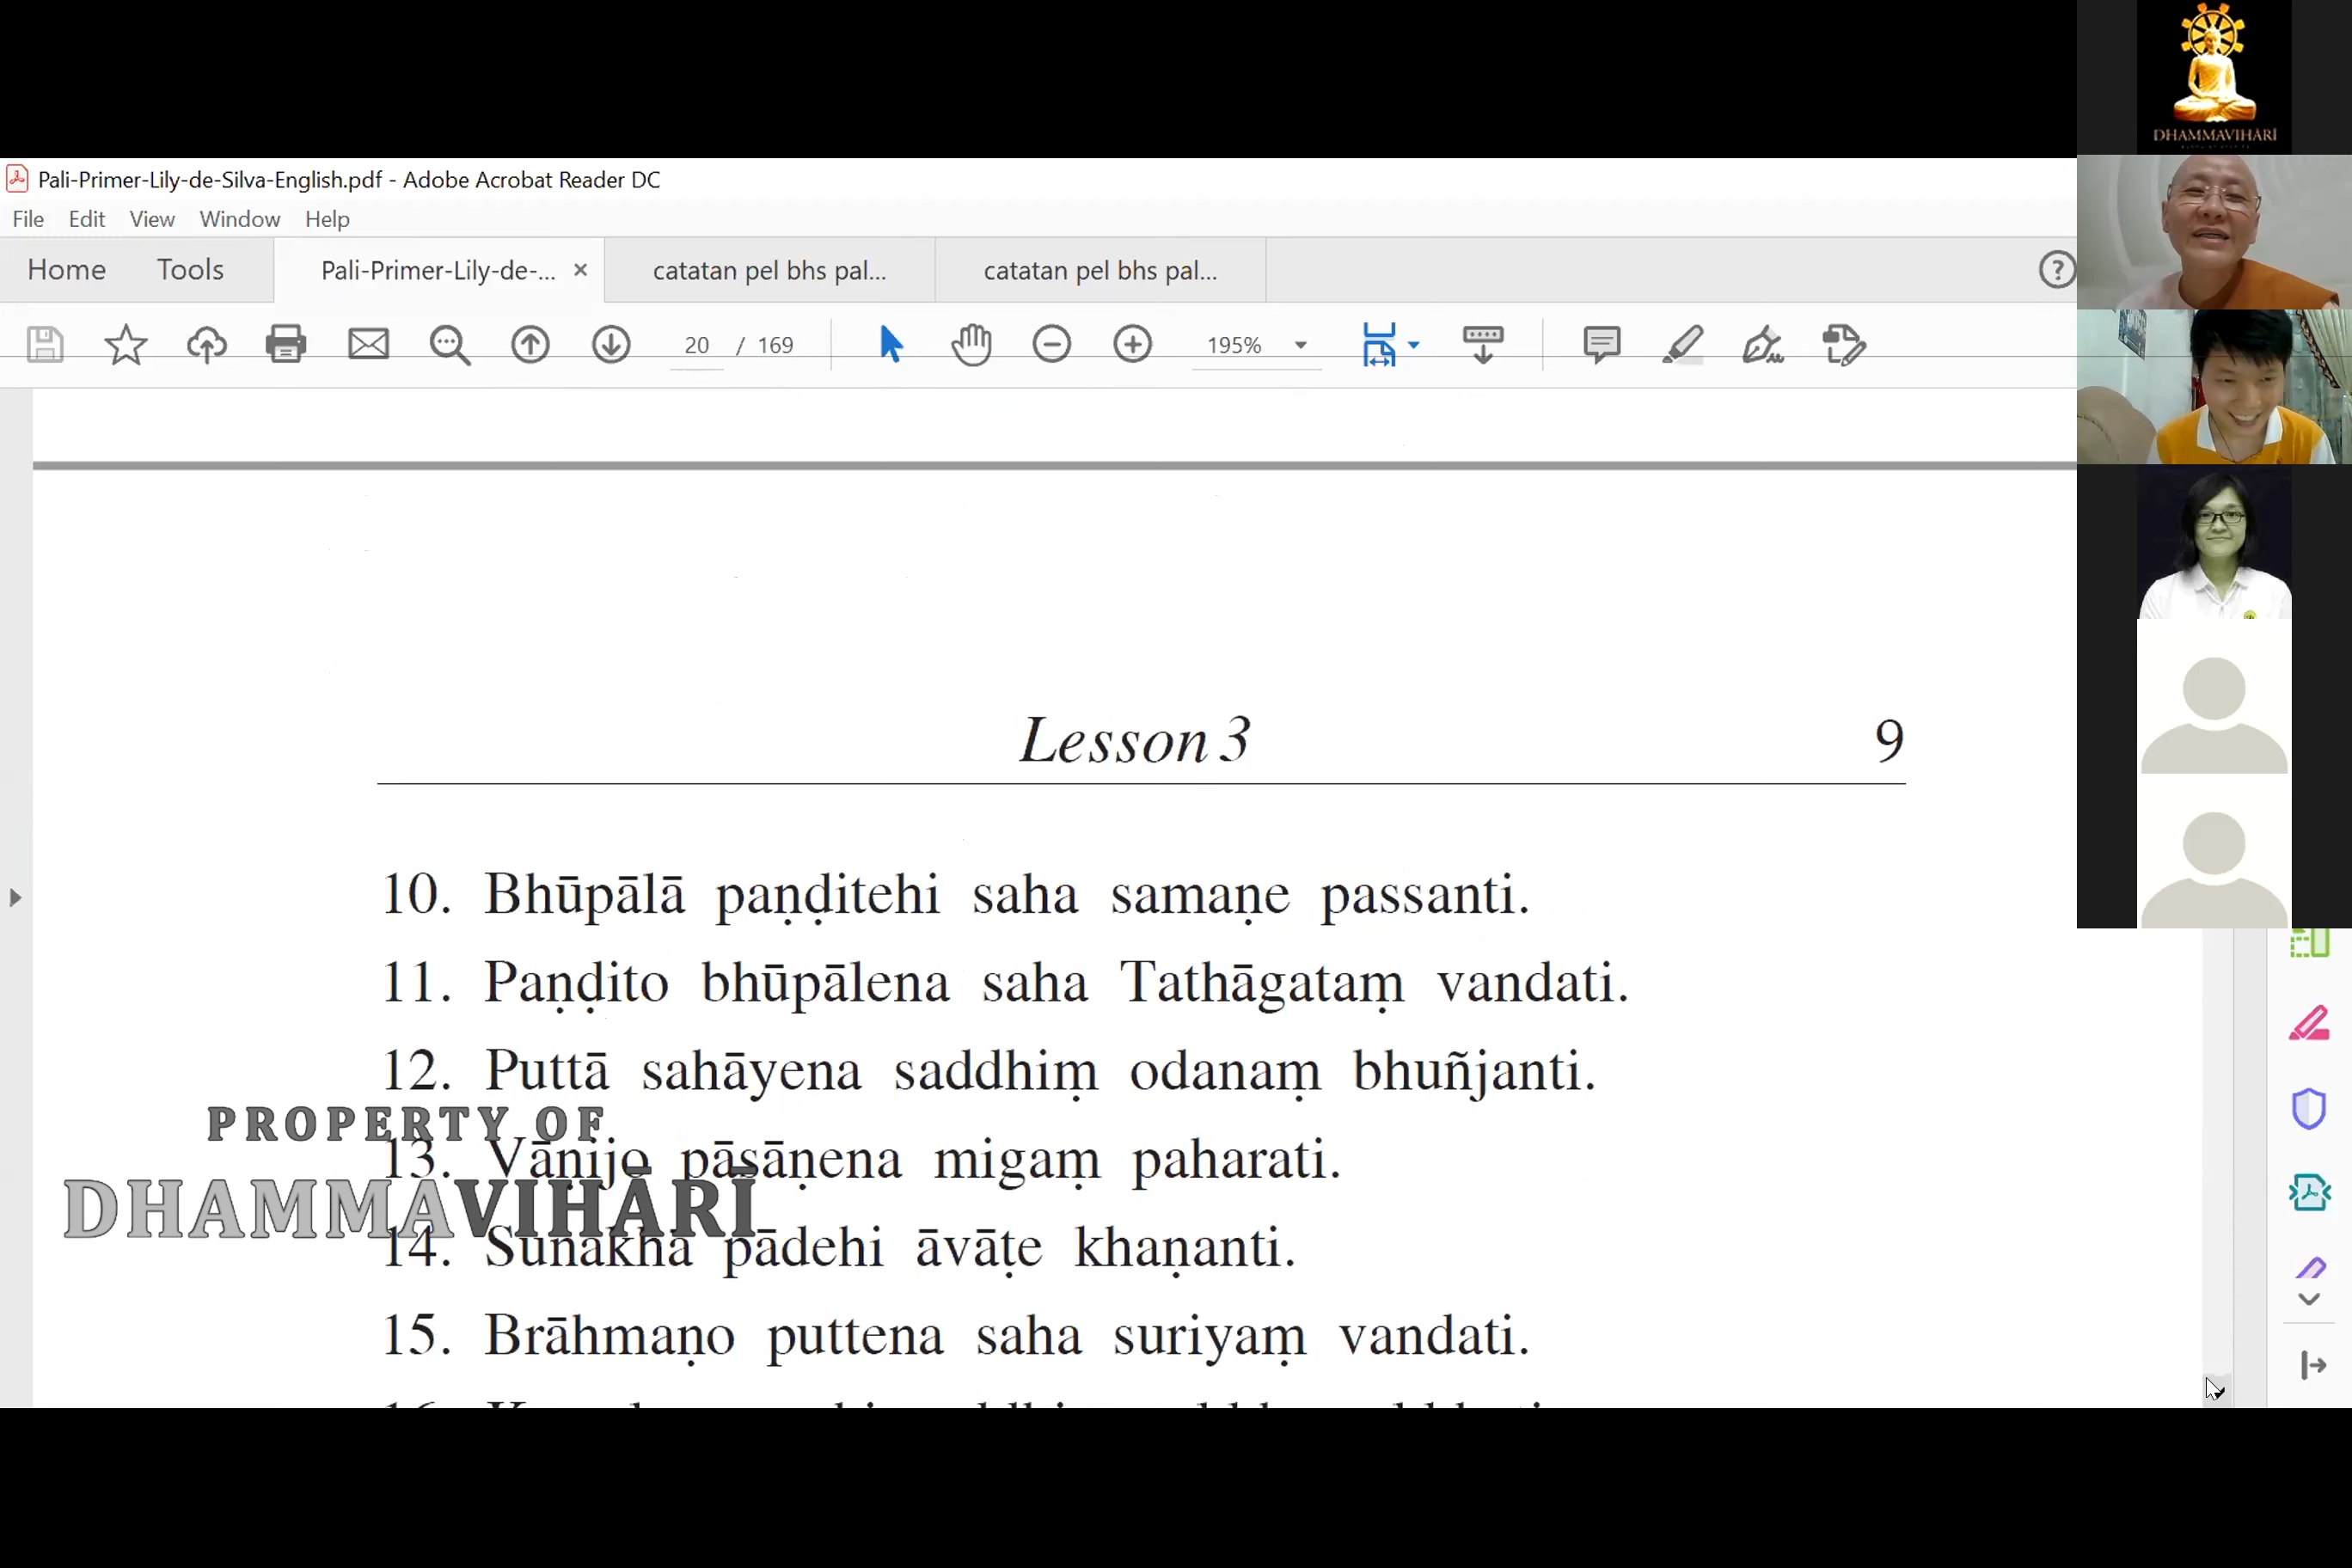 DHAMMAVIHĀRĪ
Pali-Primer-Lily-de-Silva-English.pdf - Adobe Acrobat Reader DC
File Edit View Window Help
Home Tools Pali-Primer-Lily-de-... × catatan pel bhs pal... catatan pel bhs pal...
20 / 169 195%
Lesson 3 9
10. Bhūpālā paṇḍitehi saha samaṇe passanti.
11. Paṇḍito bhūpālena saha Tathāgataṃ vandati.
12. Puttā sahāyena saddhiṃ odanaṃ bhuñjanti.
PROPERTY OF
13. Vāṇijo pāsāṇena migaṃ paharati.
DHAMMAVIHĀRĪ
14. Sunakhā pādehi āvāṭe khaṇanti.
15. Brāhmaṇo puttena saha suriyaṃ vandati.